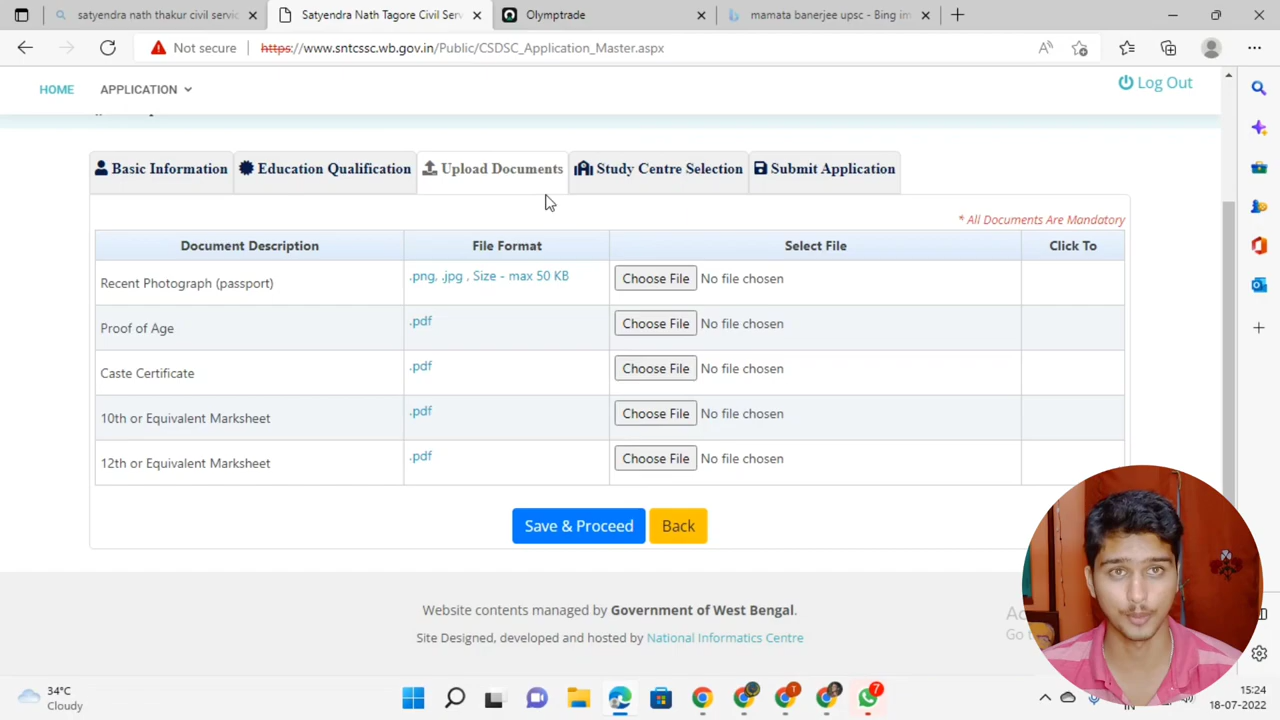 satyendra nath thakur civil servic
Satyendra Nath Tagore Civil Serv
Olymptrade
mamata banerjee upsc - Bing im
Not secure
https://www.sntcssc.wb.gov.in/Public/CSDSC_Application_Master.aspx
HOME
APPLICATION
Log Out
Basic Information
Education Qualification
Upload Documents
Study Centre Selection
Submit Application
* All Documents Are Mandatory
Document Description
File Format
Select File
Click To
Recent Photograph (passport)
.png, .jpg , Size - max 50 KB
Choose File No file chosen
Proof of Age
.pdf
Choose File No file chosen
Caste Certificate
.pdf
Choose File No file chosen
10th or Equivalent Marksheet
.pdf
Choose File No file chosen
12th or Equivalent Marksheet
.pdf
Choose File No file chosen
Save & Proceed
Back
Website contents managed by Government of West Bengal.
Site Designed, developed and hosted by National Informatics Centre
Go
34°C
Cloudy
7
15:24
18-07-2022